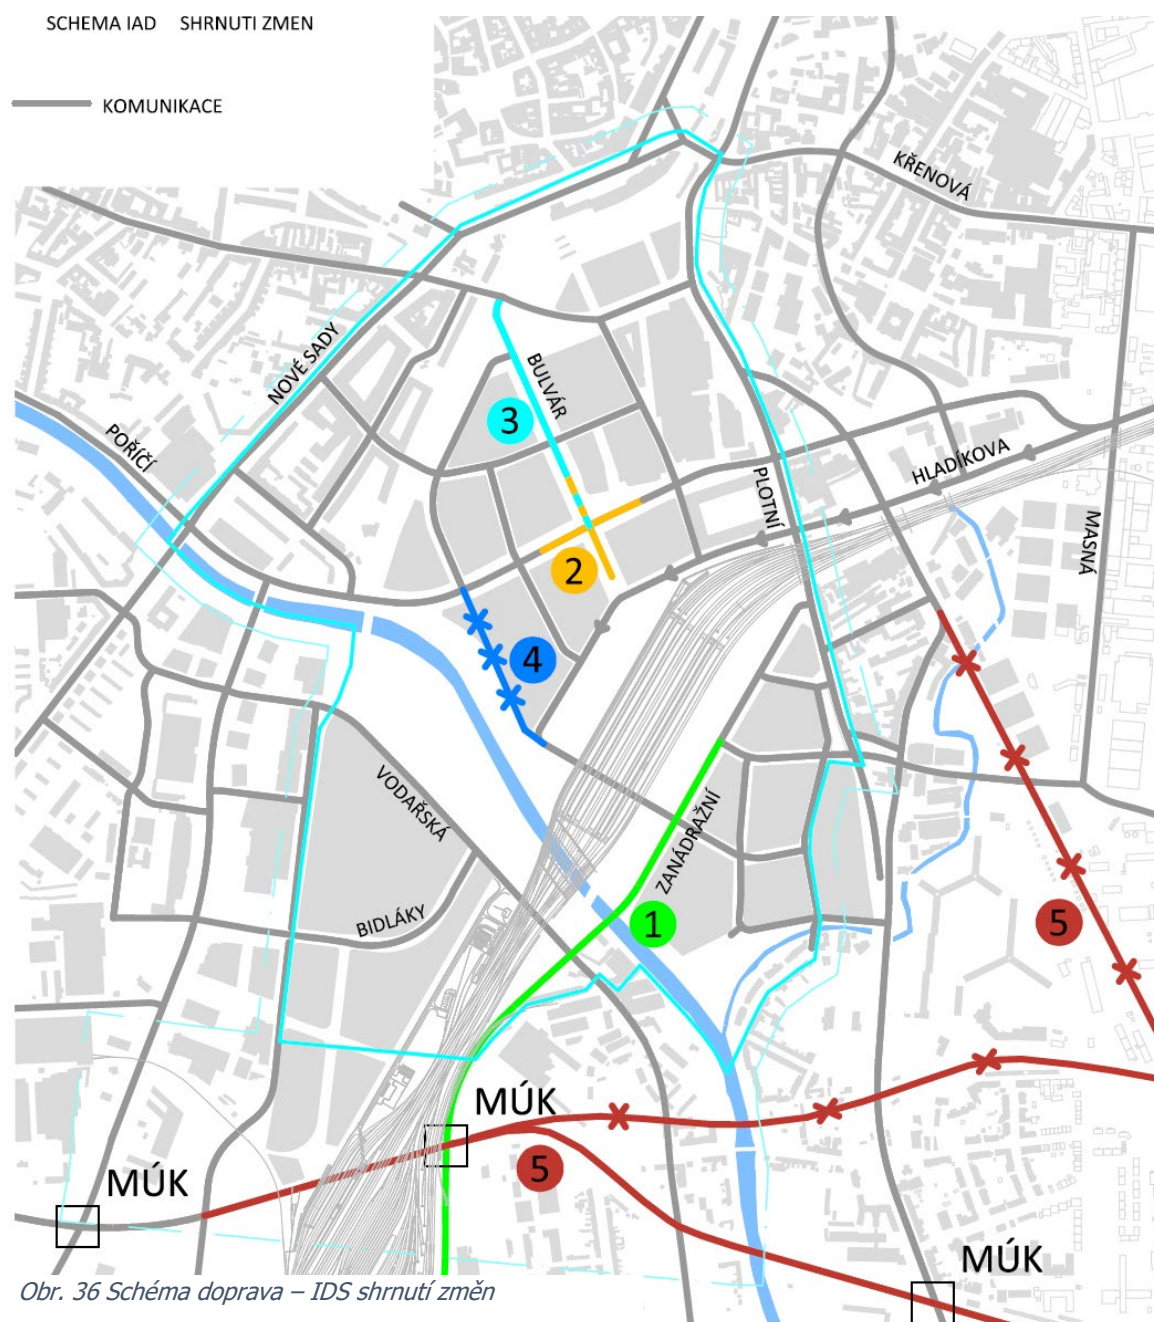 SCHEMA IAD SHRNUTI ZMEN
KOMUNIKACE
KŘENOVÁ
NOVÉ SADY
BULVÁR
3
POŘÍČÍ
HLADÍKOVA
PLOTNÍ
MASNÁ
2
4
VODAŘSKÁ
ZANÁDRAŽNÍ
BIDLÁKY
1
5
MÚK
5
MÚK
MÚK
Obr. 36 Schéma doprava – IDS shrnutí změn